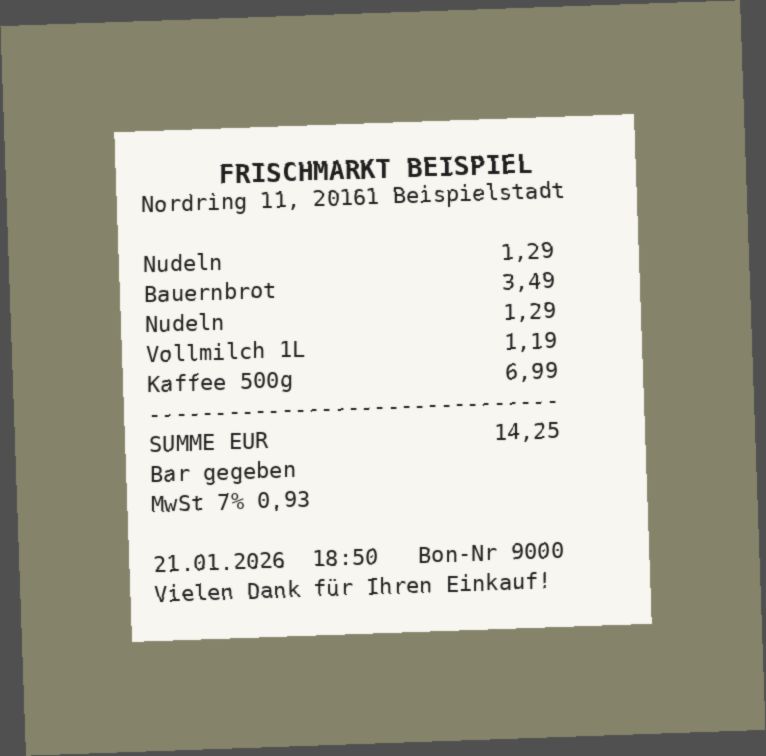 FRISCHMARKT BEISPIEL
Nordring 11, 20161 Beispielstadt
Nudeln 1,29
Bauernbrot 3,49
Nudeln 1,29
Vollmilch 1L 1,19
Kaffee 500g 6,99
-------------------------------
SUMME EUR 14,25
Bar gegeben
MwSt 7% 0,93
21.01.2026 18:50 Bon-Nr 9000
Vielen Dank für Ihren Einkauf!